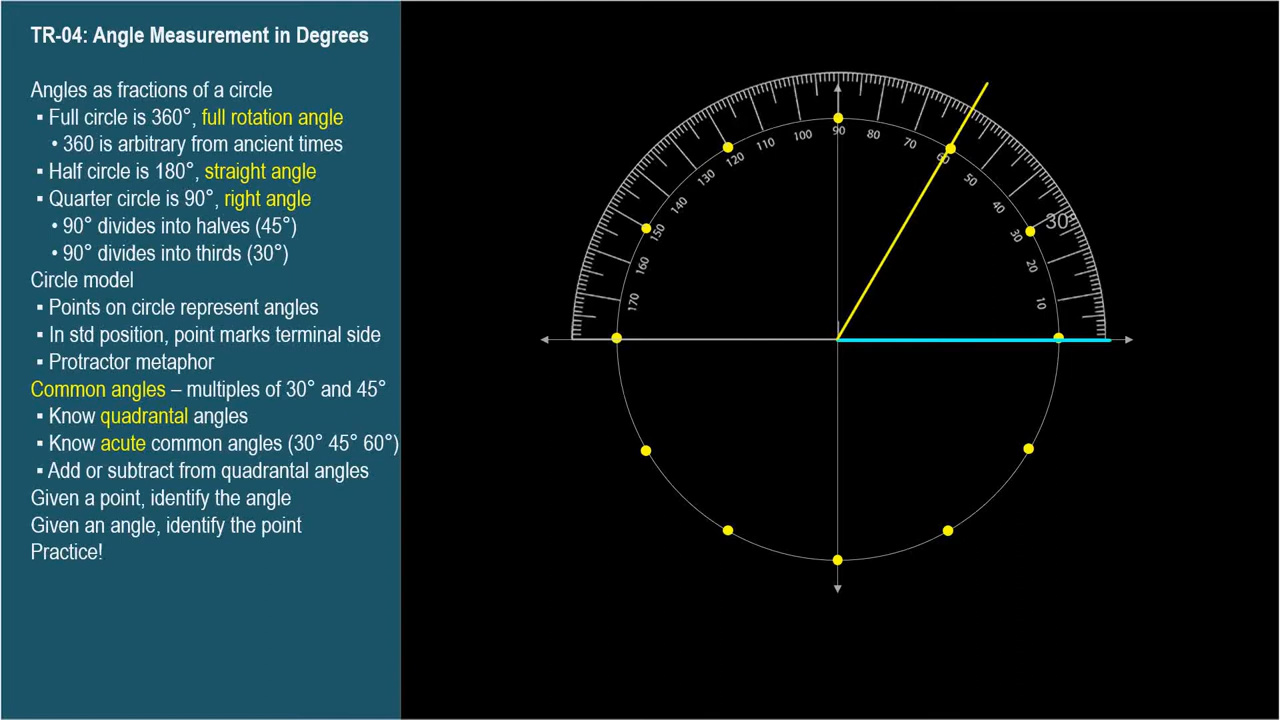 TR-04: Angle Measurement in Degrees
Angles as fractions of a circle
▪ Full circle is 360°, full rotation angle
• 360 is arbitrary from ancient times
▪ Half circle is 180°, straight angle
▪ Quarter circle is 90°, right angle
• 90° divides into halves (45°)
• 90° divides into thirds (30°)
Circle model
▪ Points on circle represent angles
▪ In std position, point marks terminal side
▪ Protractor metaphor
Common angles – multiples of 30° and 45°
▪ Know quadrantal angles
▪ Know acute common angles (30° 45° 60°)
▪ Add or subtract from quadrantal angles
Given a point, identify the angle
Given an angle, identify the point
Practice!
170
160
150
140
130
120
110
100
90
80
70
60
50
40
30
20
10
30°